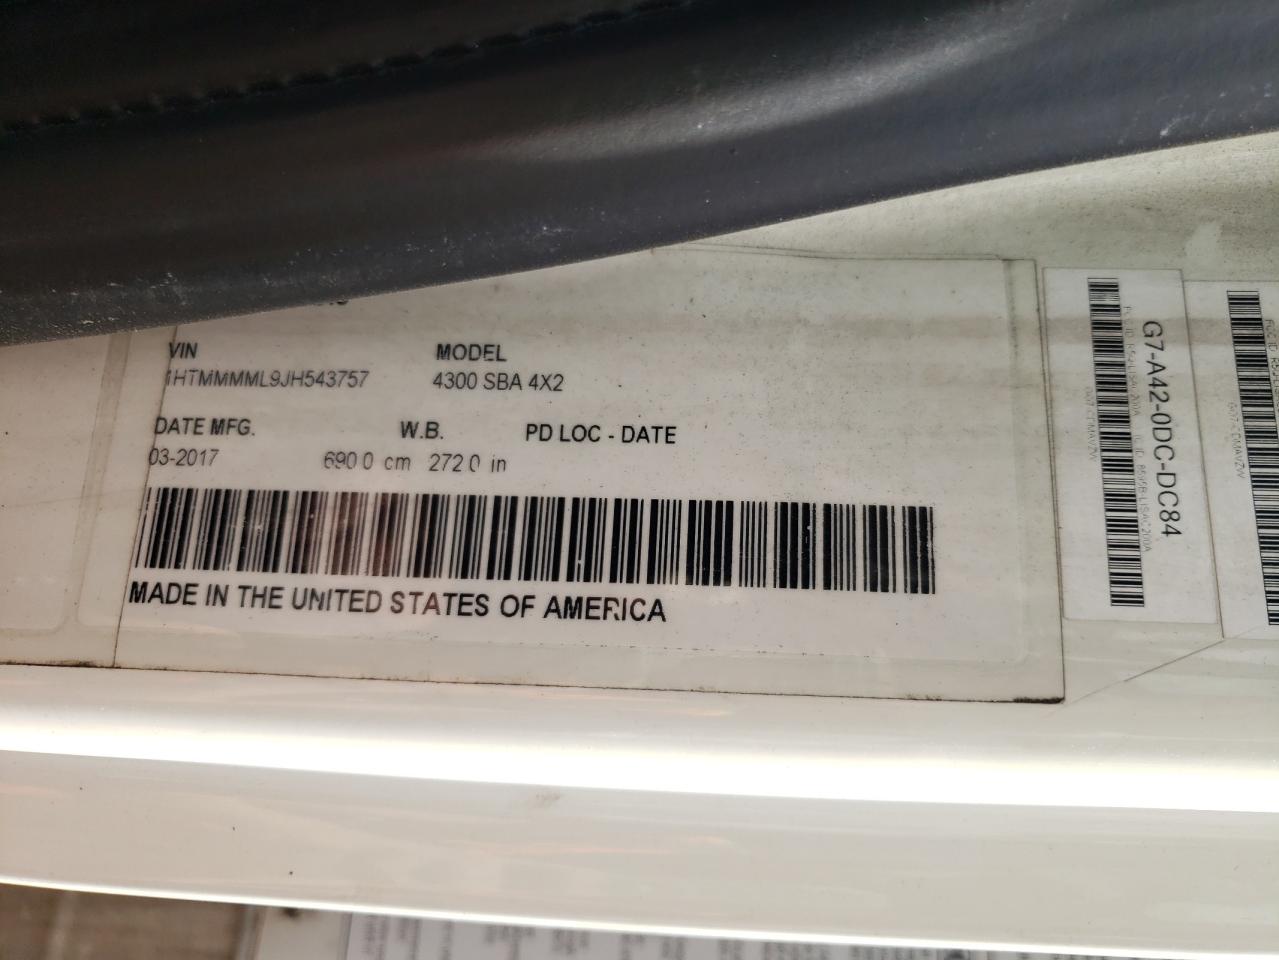 VIN MODEL
1HTMMMML9JH543757 4300 SBA 4X2
DATE MFG. W.B. PD LOC - DATE
03-2017 690 0 cm 272 0 in
MADE IN THE UNITED STATES OF AMERICA
G7-A42-0DC-DC84